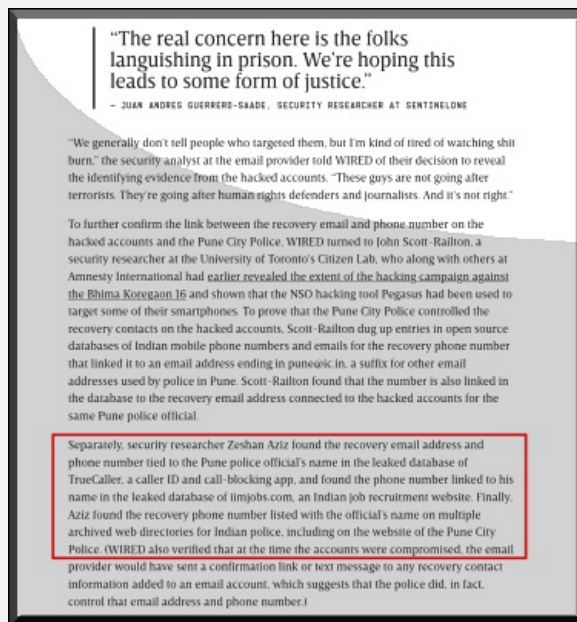 “The real concern here is the folks
languishing in prison. We’re hoping this
leads to some form of justice.”
– JUAN ANDRES GUERRERO-SAADE, SECURITY RESEARCHER AT SENTINELONE
“We generally don’t tell people who targeted them, but I’m kind of tired of watching shit
burn,” the security analyst at the email provider told WIRED of their decision to reveal
the identifying evidence from the hacked accounts. “These guys are not going after
terrorists. They’re going after human rights defenders and journalists. And it’s not right.”
To further confirm the link between the recovery email and phone number on the
hacked accounts and the Pune City Police, WIRED turned to John Scott-Railton, a
security researcher at the University of Toronto’s Citizen Lab, who along with others at
Amnesty International had earlier revealed the extent of the hacking campaign against
the Bhima Koregaon 16 and shown that the NSO hacking tool Pegasus had been used to
target some of their smartphones. To prove that the Pune City Police controlled the
recovery contacts on the hacked accounts, Scott-Railton dug up entries in open source
databases of Indian mobile phone numbers and emails for the recovery phone number
that linked it to an email address ending in pune@ic.in, a suffix for other email
addresses used by police in Pune. Scott-Railton found that the number is also linked in
the database to the recovery email address connected to the hacked accounts for the
same Pune police official.
Separately, security researcher Zeshan Aziz found the recovery email address and
phone number tied to the Pune police official’s name in the leaked database of
TrueCaller, a caller ID and call-blocking app, and found the phone number linked to his
name in the leaked database of iimjobs.com, an Indian job recruitment website. Finally,
Aziz found the recovery phone number listed with the official’s name on multiple
archived web directories for Indian police, including on the website of the Pune City
Police. (WIRED also verified that at the time the accounts were compromised, the email
provider would have sent a confirmation link or text message to any recovery contact
information added to an email account, which suggests that the police did, in fact,
control that email address and phone number.)